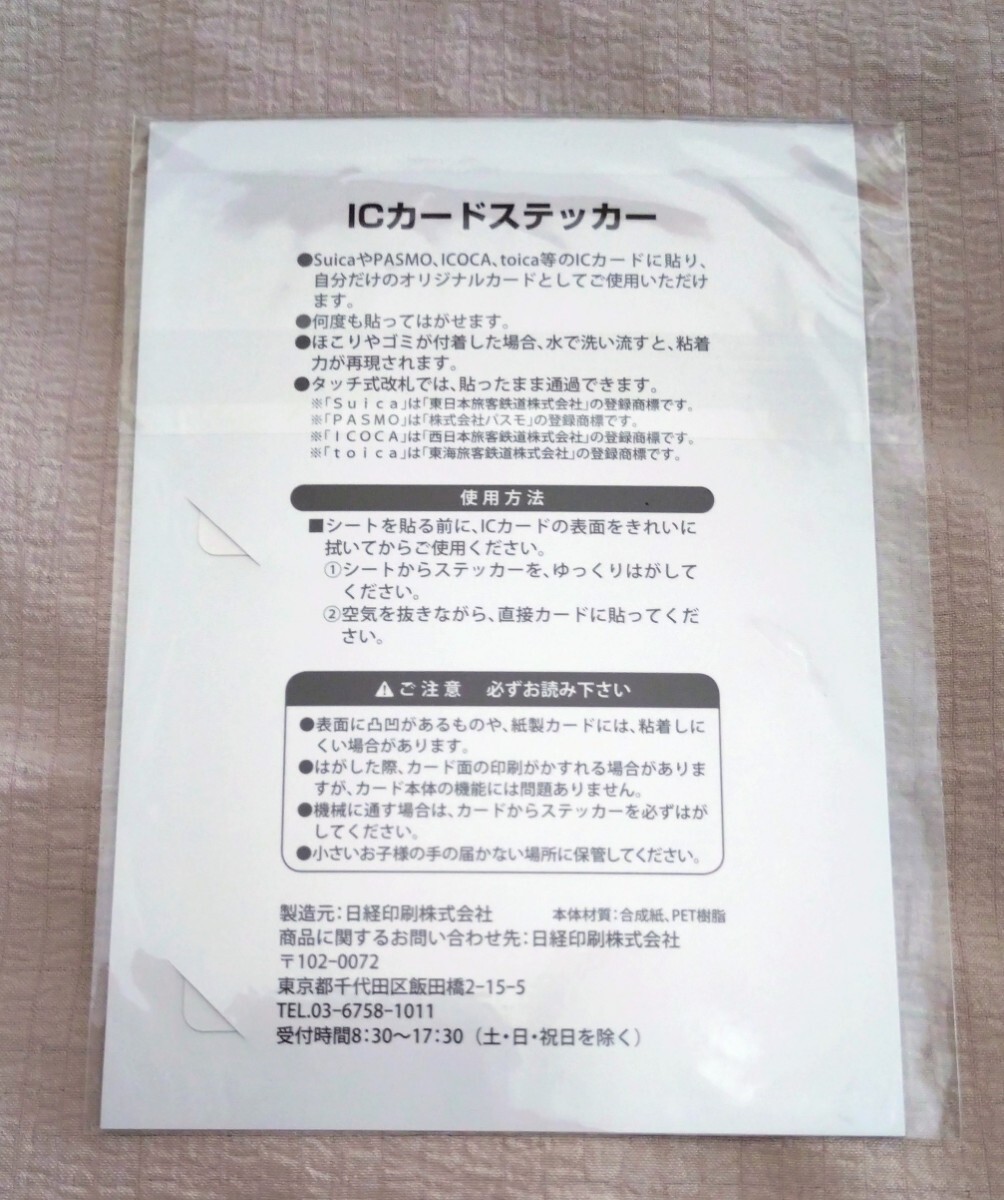 ICカードステッカー
●SuicaやPASMO、ICOCA、toica等のICカードに貼り、
自分だけのオリジナルカードとしてご使用いただけ
ます。
●何度も貼ってはがせます。
●ほこりやゴミが付着した場合、水で洗い流すと、粘着
力が再現されます。
●タッチ式改札では、貼ったまま通過できます。
※「Suica」は「東日本旅客鉄道株式会社」の登録商標です。
※「PASMO」は「株式会社パスモ」の登録商標です。
※「ICOCA」は「西日本旅客鉄道株式会社」の登録商標です。
※「toica」は「東海旅客鉄道株式会社」の登録商標です。
使用方法
■シートを貼る前に、ICカードの表面をきれいに
拭いてからご使用ください。
①シートからステッカーを、ゆっくりはがして
ください。
②空気を抜きながら、直接カードに貼ってくだ
さい。
⚠ご注意 必ずお読み下さい
●表面に凸凹があるものや、紙製カードには、粘着しに
くい場合があります。
●はがした際、カード面の印刷がかすれる場合がありま
すが、カード本体の機能には問題ありません。
●機械に通す場合は、カードからステッカーを必ずはが
してください。
●小さいお子様の手の届かない場所に保管してください。
製造元：日経印刷株式会社 本体材質：合成紙、PET樹脂
商品に関するお問い合わせ先：日経印刷株式会社
〒102-0072
東京都千代田区飯田橋2-15-5
TEL.03-6758-1011
受付時間8：30〜17：30（土・日・祝日を除く）